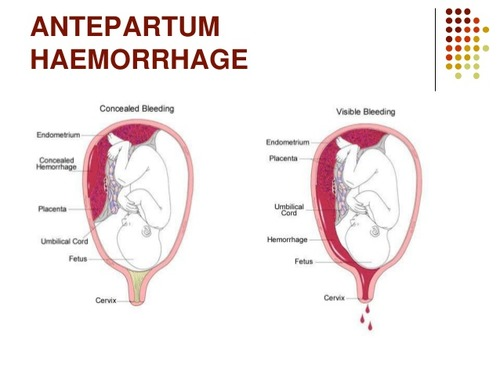 ANTEPARTUM
HAEMORRHAGE
Concealed Bleeding
Endometrium
Concealed
Hemorrhage
Placenta
Umbilical Cord
Fetus
Cervix
Visible Bleeding
Endometrium
Placenta
Umbilical
Cord
Hemorrhage
Fetus
Cervix